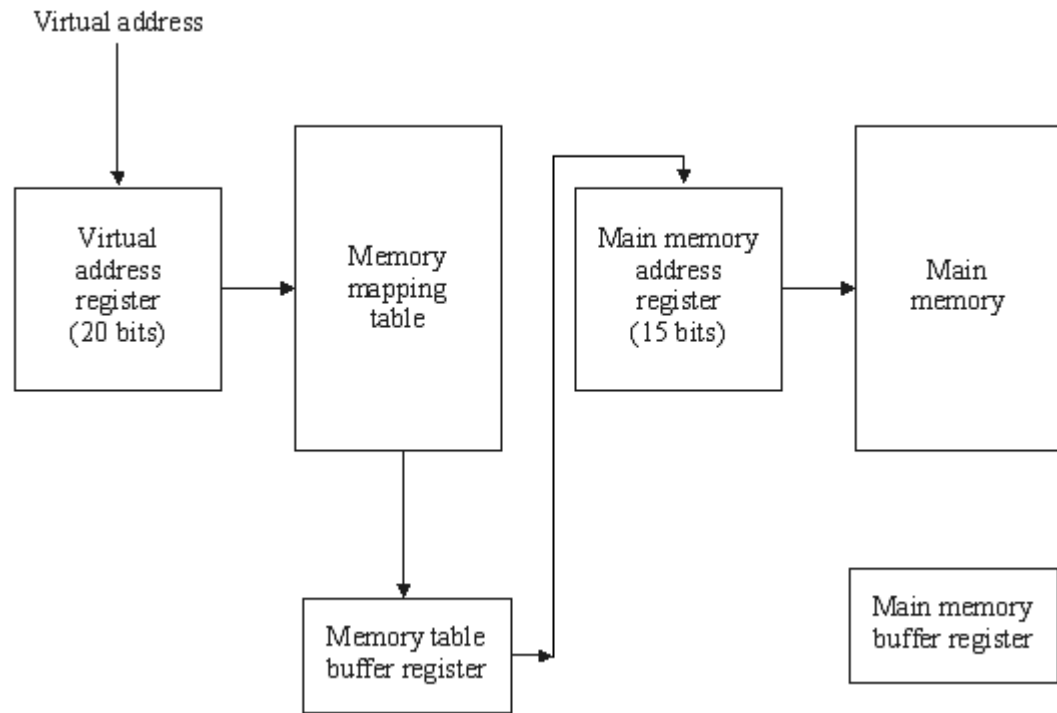 Virtual address
Virtual
address
register
(20 bits)
Memory
mapping
table
Main memory
address
register
(15 bits)
Main
memory
Memory table
buffer register
Main memory
buffer register